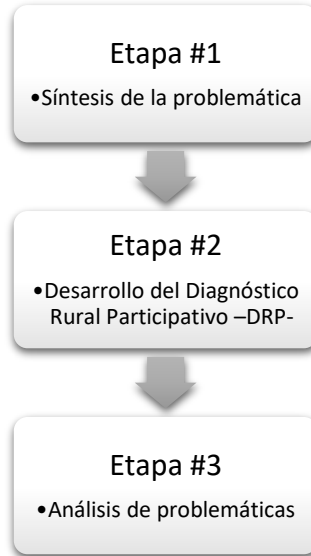 Etapa #1
•Síntesis de la problemática
Etapa #2
•Desarrollo del Diagnóstico
Rural Participativo –DRP-
Etapa #3
•Análisis de problemáticas